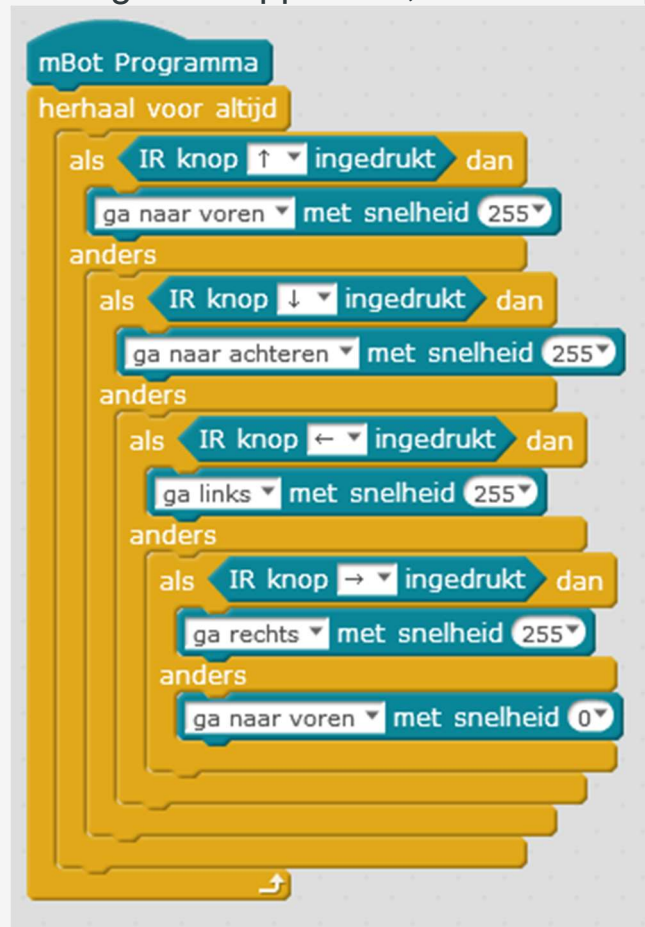 mBot Programma
herhaal voor altijd
als IR knop ↑ ingedrukt dan
ga naar voren met snelheid 255
anders
als IR knop ↓ ingedrukt dan
ga naar achteren met snelheid 255
anders
als IR knop ← ingedrukt dan
ga links met snelheid 255
anders
als IR knop → ingedrukt dan
ga rechts met snelheid 255
anders
ga naar voren met snelheid 0